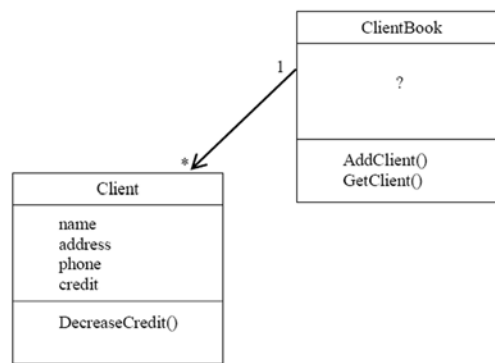 ClientBook
?
AddClient()
GetClient()
1
*
Client
name
address
phone
credit
DecreaseCredit()